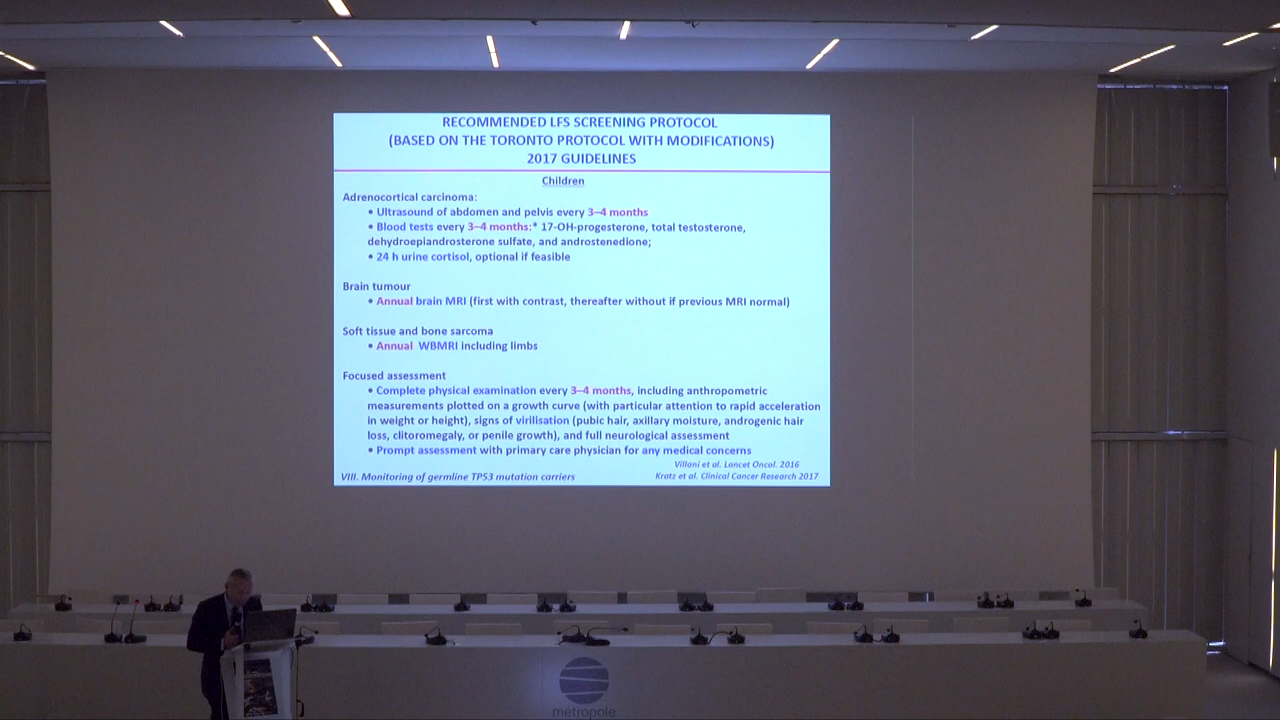 RECOMMENDED LFS SCREENING PROTOCOL
(BASED ON THE TORONTO PROTOCOL WITH MODIFICATIONS)
2017 GUIDELINES
Children
Adrenocortical carcinoma:
• Ultrasound of abdomen and pelvis every 3–4 months
• Blood tests every 3–4 months:* 17-OH-progesterone, total testosterone,
dehydroepiandrosterone sulfate, and androstenedione;
• 24 h urine cortisol, optional if feasible
Brain tumour
• Annual brain MRI (first with contrast, thereafter without if previous MRI normal)
Soft tissue and bone sarcoma
• Annual WBMRI including limbs
Focused assessment
• Complete physical examination every 3–4 months, including anthropometric
measurements plotted on a growth curve (with particular attention to rapid acceleration
in weight or height), signs of virilisation (pubic hair, axillary moisture, androgenic hair
loss, clitoromegaly, or penile growth), and full neurological assessment
• Prompt assessment with primary care physician for any medical concerns
Villani et al. Lancet Oncol. 2016
VIII. Monitoring of germline TP53 mutation carriers
Kratz et al. Clinical Cancer Research 2017
metropole